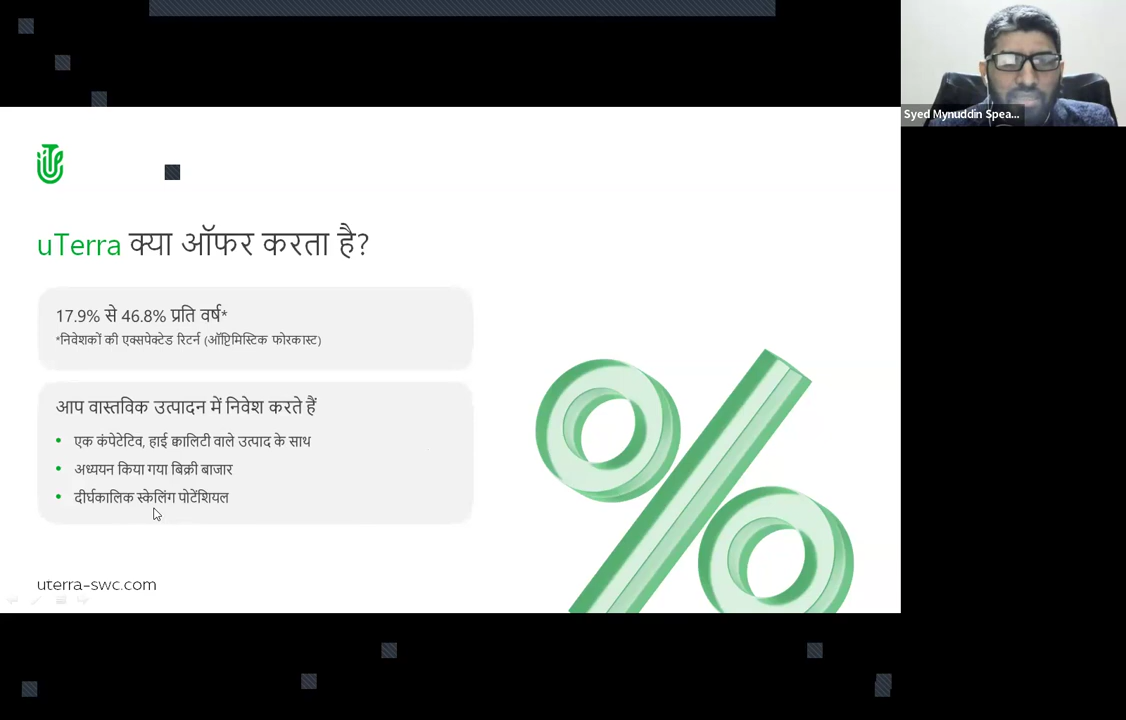 Syed Mynuddin Spea...
uTerra क्या ऑफर करता है?
17.9% से 46.8% प्रति वर्ष*
*निवेशकों की एक्सपेक्टेड रिटर्न (ऑप्टिमिस्टिक फोरकास्ट)
आप वास्तविक उत्पादन में निवेश करते हैं
• एक कंपेटेटिव, हाई क्वालिटी वाले उत्पाद के साथ
• अध्ययन किया गया बिक्री बाजार
• दीर्घकालिक स्केलिंग पोटेंशियल
uterra-swc.com